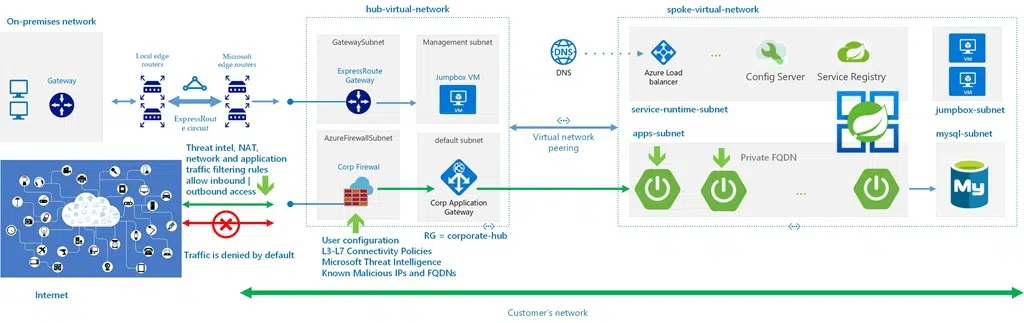 hub-virtual-network
spoke-virtual-network
On-premises network
Gateway
Local edge
routers
Microsoft
edge routers
ExpressRout
e circuit
GatewaySubnet
ExpressRoute
Gateway
Management subnet
Jumpbox VM
VM
DNS
DNS
Azure Load
balancer
...
Config Server
Service Registry
VM
VM
service-runtime-subnet
jumpbox-subnet
Virtual network
peering
apps-subnet
mysql-subnet
Private FQDN
My
AzureFirewallSubnet
Corp Firewal
default subnet
Corp Application
Gateway
RG = corporate-hub
Threat intel, NAT,
network and application
traffic filtering rules
allow inbound |
outbound access
Traffic is denied by default
User configuration
L3-L7 Connectivity Policies
Microsoft Threat Intelligence
Known Malicious IPs and FQDNs
Internet
...
Customer's network